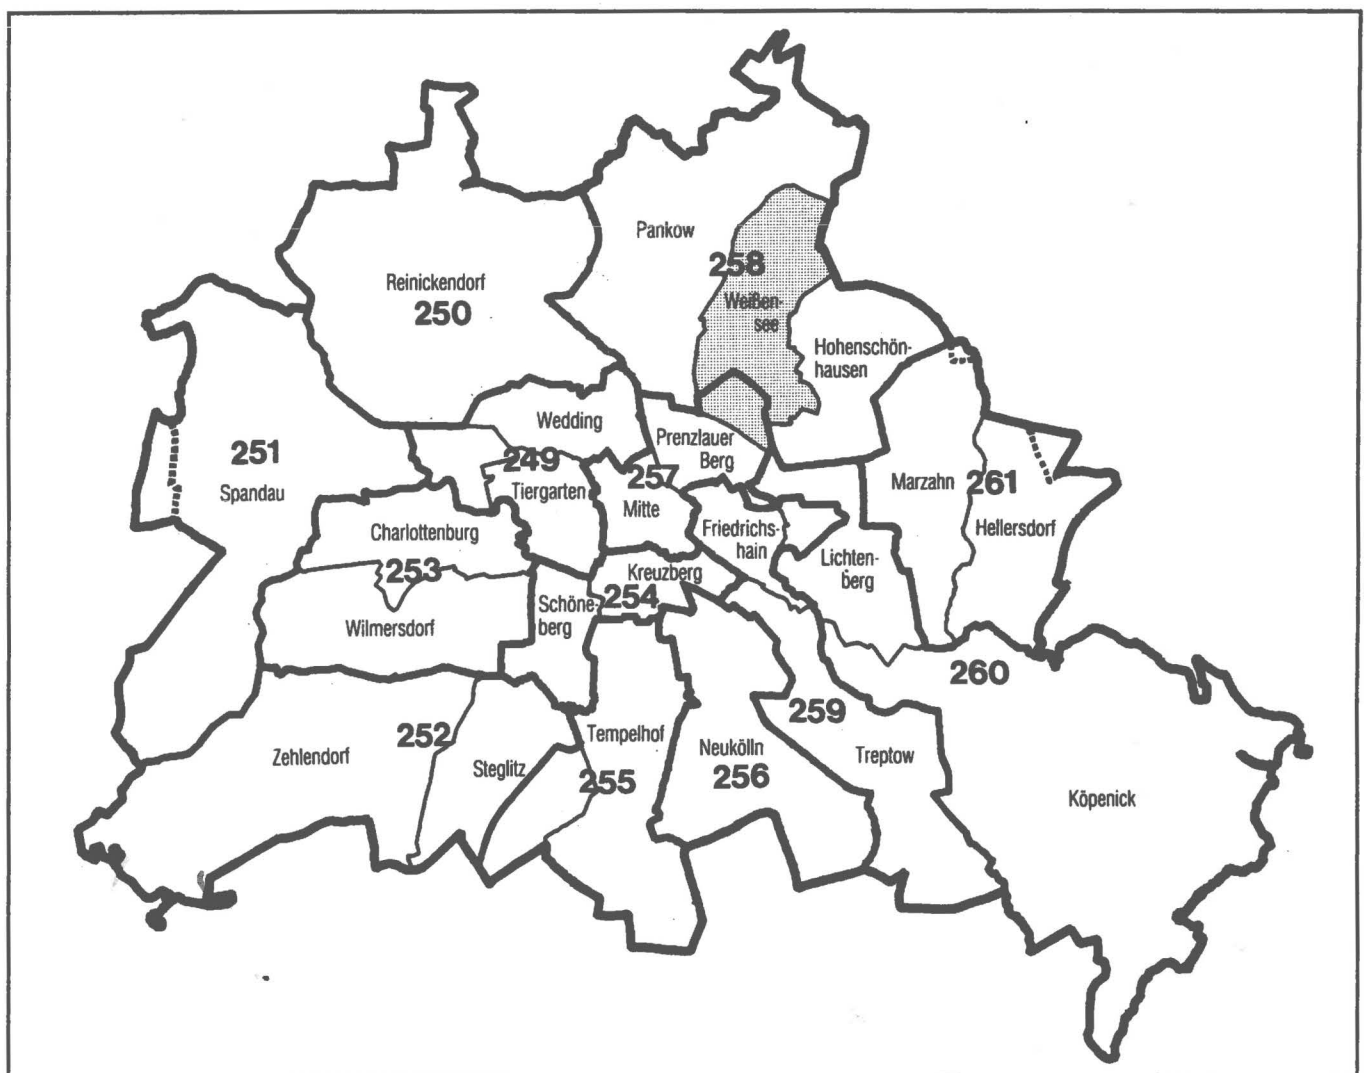 Pankow
258
Weißen-
see
Reinickendorf
250
Hohenschön-
hausen
Wedding
Prenzlauer
Berg
251
Spandau
249
Tiergarten
257
Mitte
Marzahn
261
Hellersdorf
Charlottenburg
253
Friedrichs-
hain
Lichten-
berg
Kreuzberg
254
Schöne-
berg
Wilmersdorf
260
259
252
Zehlendorf
Steglitz
Tempelhof
255
Neukölln
256
Treptow
Köpenick